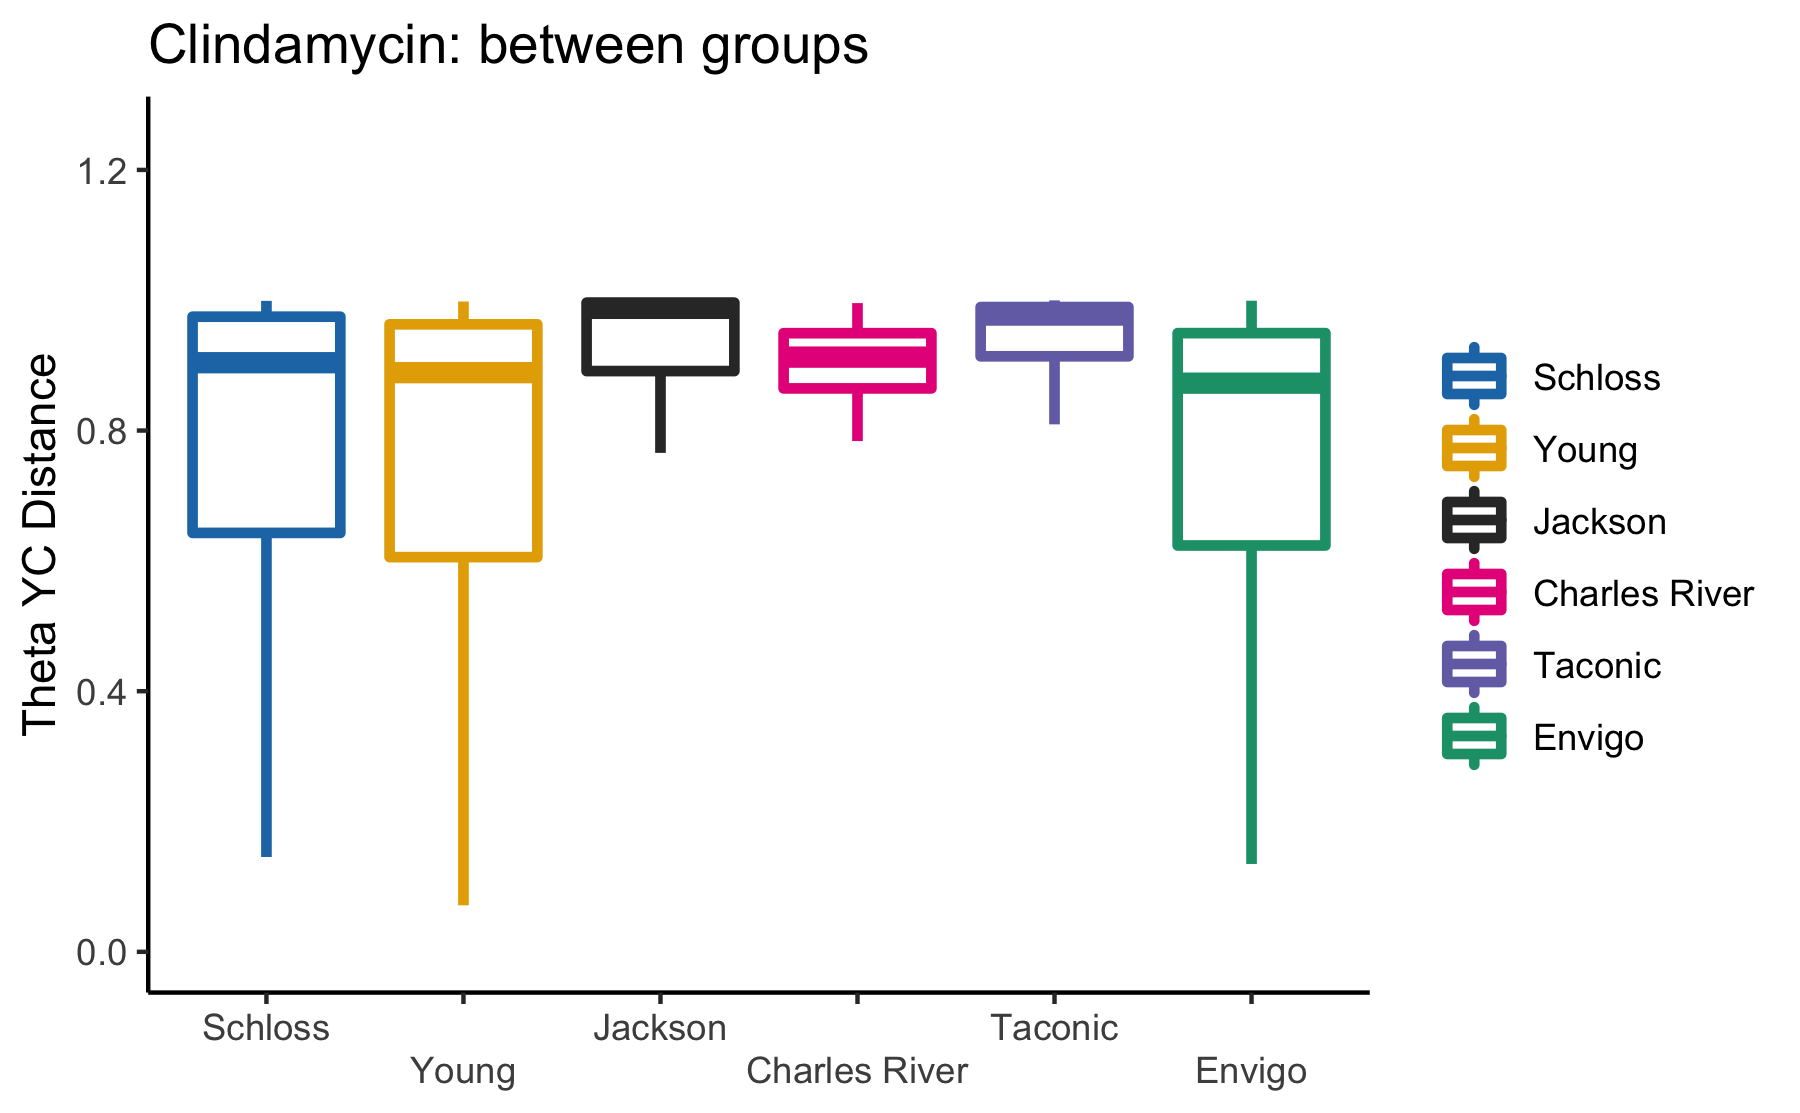 Clindamycin: between groups
Theta YC Distance
1.2
0.8
0.4
0.0
Schloss
Young
Jackson
Charles River
Taconic
Envigo
Schloss
Young
Jackson
Charles River
Taconic
Envigo